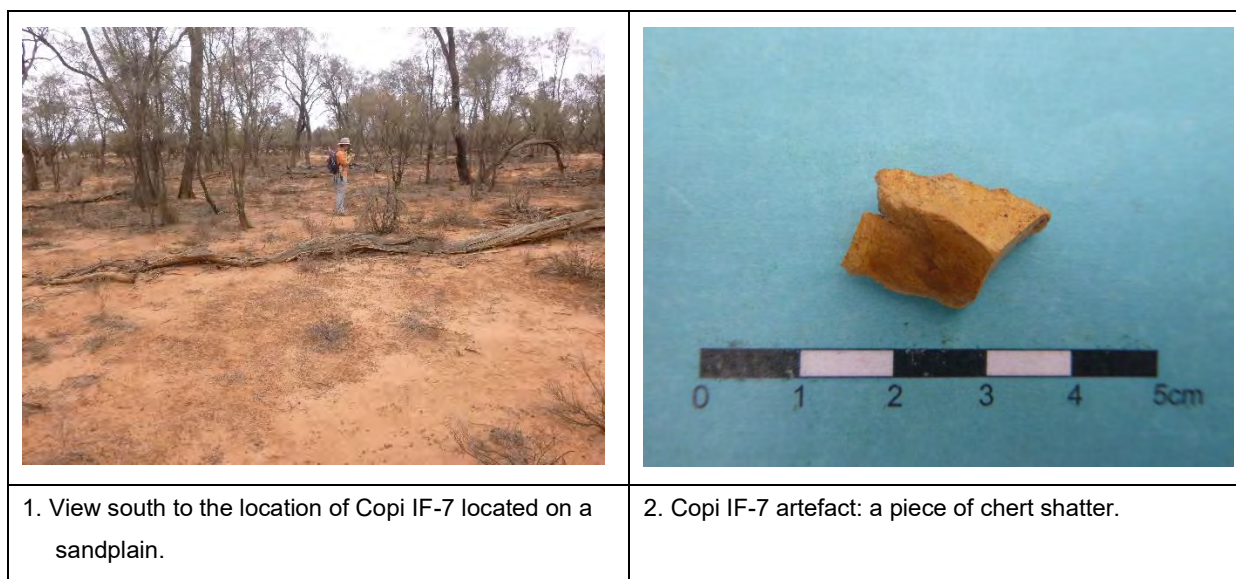 0 1 2 3 4 5cm
1. View south to the location of Copi IF-7 located on a
sandplain.
2. Copi IF-7 artefact: a piece of chert shatter.